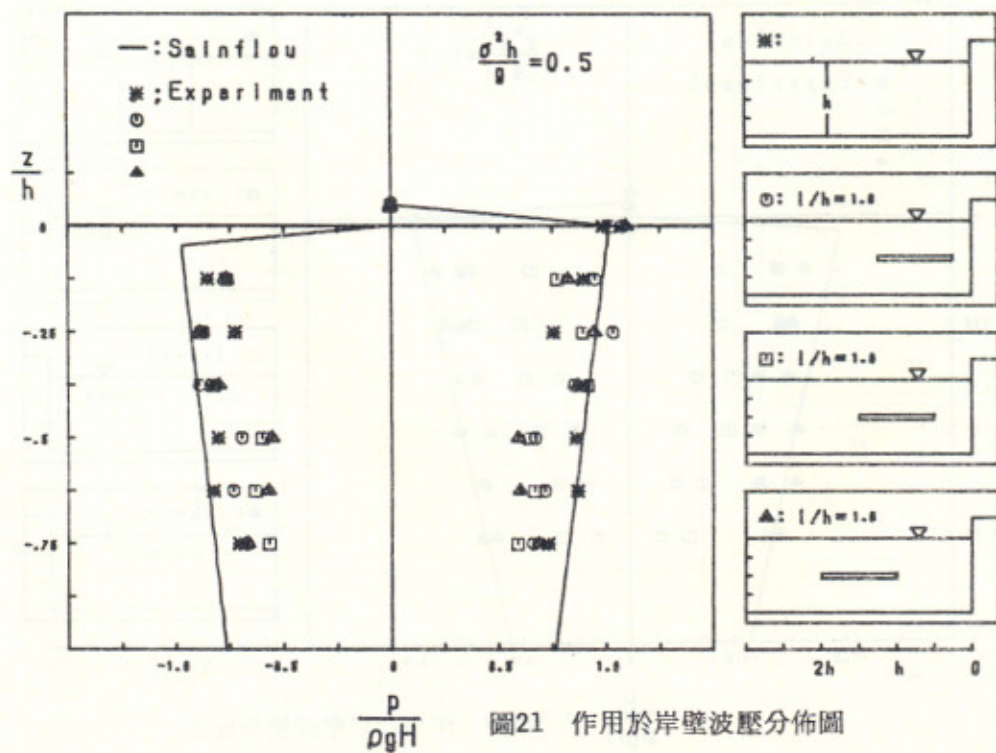 —: Sainflou
※; Experiment
σ²h/g = 0.5
z/h
0
-.25
-.5
-.75
-1.0 -0.5 0 0.5 1.0
p/ρgH
圖21 作用於岸壁波壓分佈圖
※:
h
⊙: l/h=1.0
□: l/h=1.0
▲: l/h=1.0
2h h 0